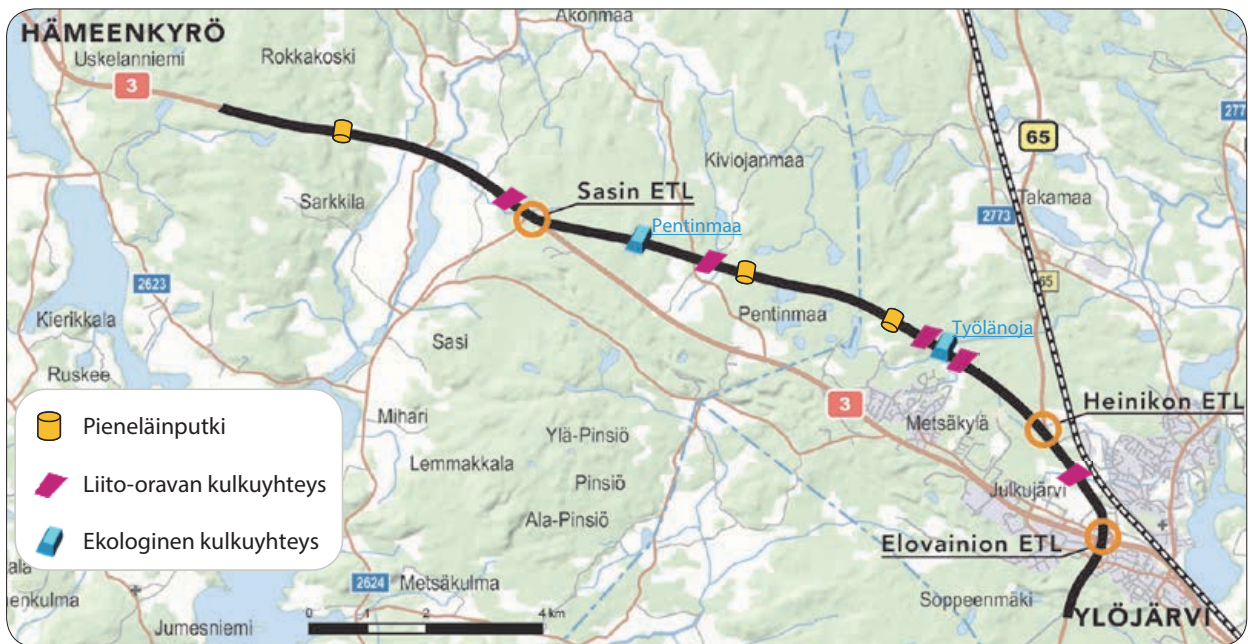 Akonmaa
HÄMEENKYRÖ
Uskelanniemi
Rokkakoski
3
277
65
Kiviojanmaa
Sasin ETL
Sarkkila
Takamaa
2773
Pentinmaa
65
2623
Kierikkala
Pentinmaa
Työlänoja
Sasi
Ruskee
3
Heinikon ETL
Mihari
Metsäkylä
Pieneläinputki
Ylä-Pinsiö
Lemmakkala
Liito-oravan kulkuyhteys
Pinsiö
Julkujärvi
Ala-Pinsiö
Ekologinen kulkuyhteys
Elovainion ETL
ala
2624
Metsäkulma
enkulma
Soppeenmäki
0 1 2 4 km
YLÖJÄRVI
Jumesniemi